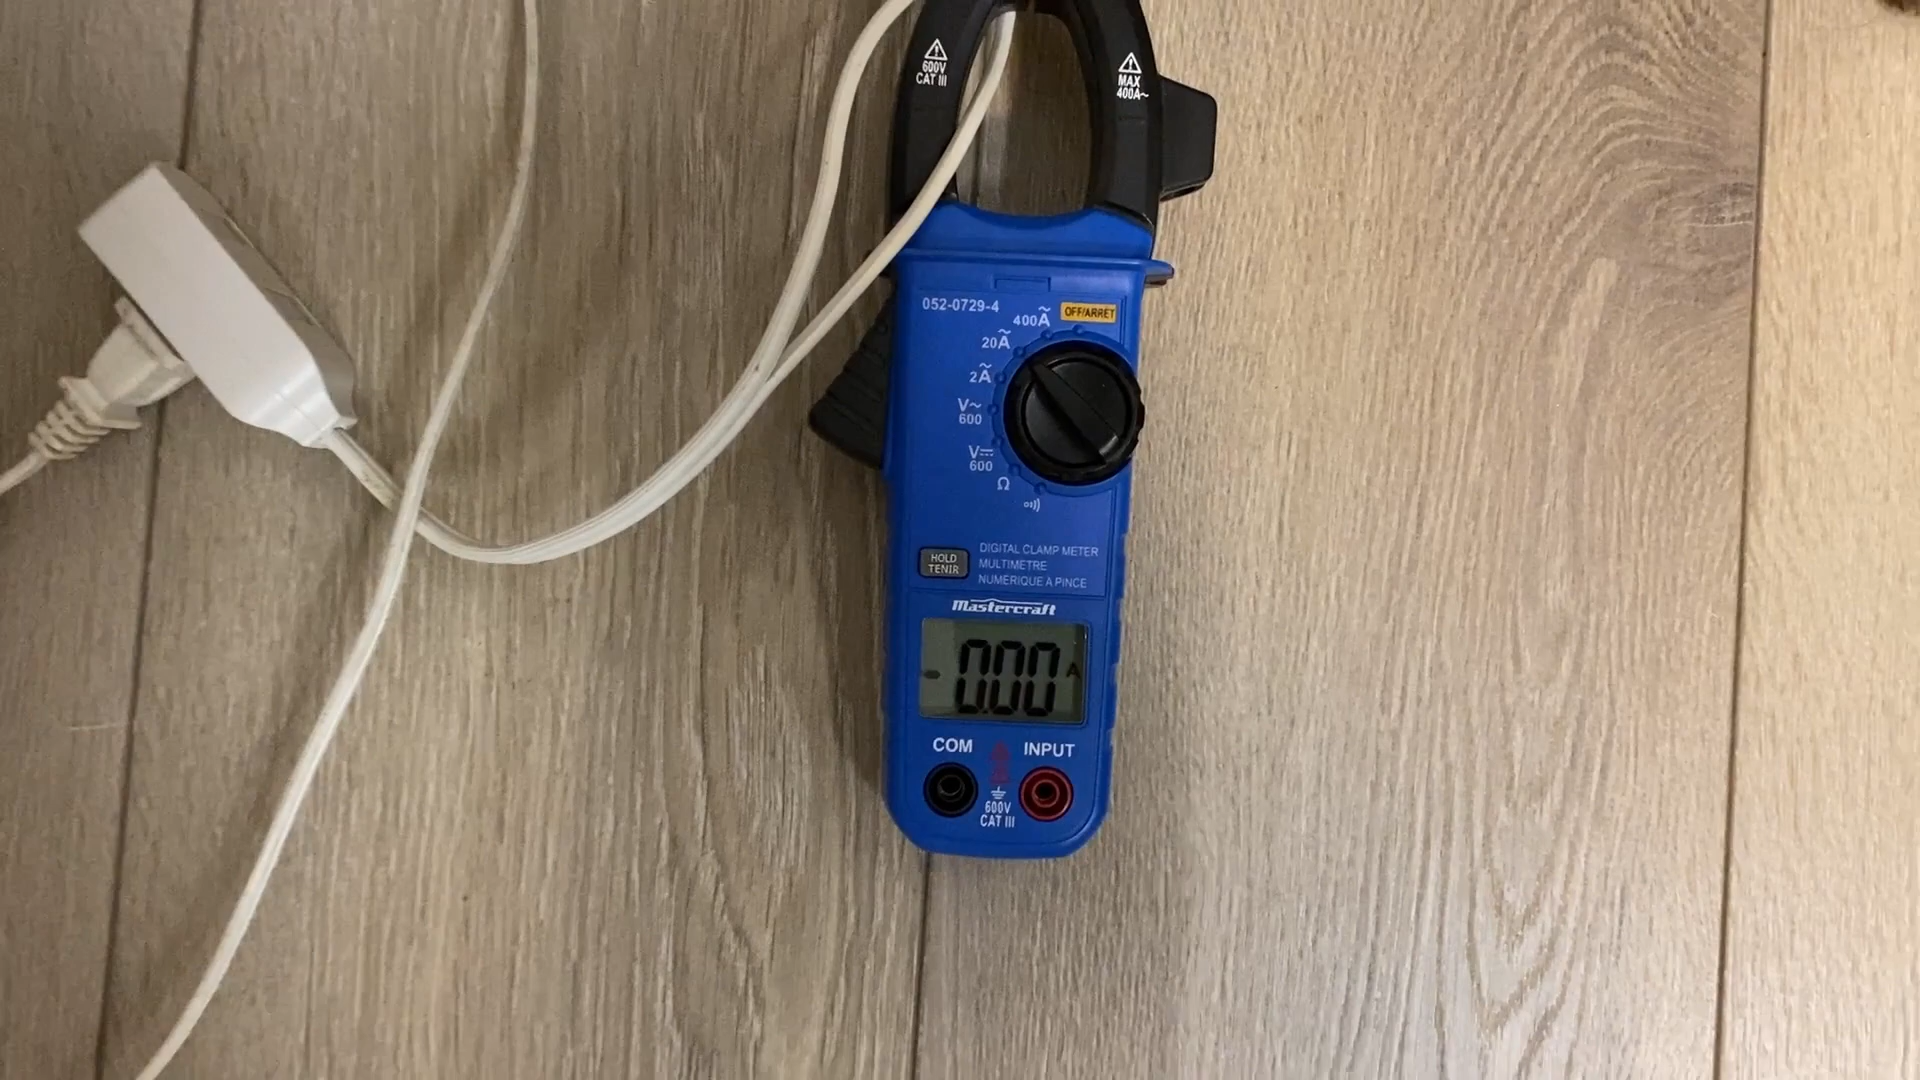 600V
CAT III
MAX
400A~
052-0729-4
OFF/ARRET
400A
20A
2A
V~
600
V⎓
600
Ω
HOLD
TENIR
DIGITAL CLAMP METER
MULTIMETRE
NUMERIQUE A PINCE
Mastercraft
0.00 A
COM
INPUT
600V
CAT III